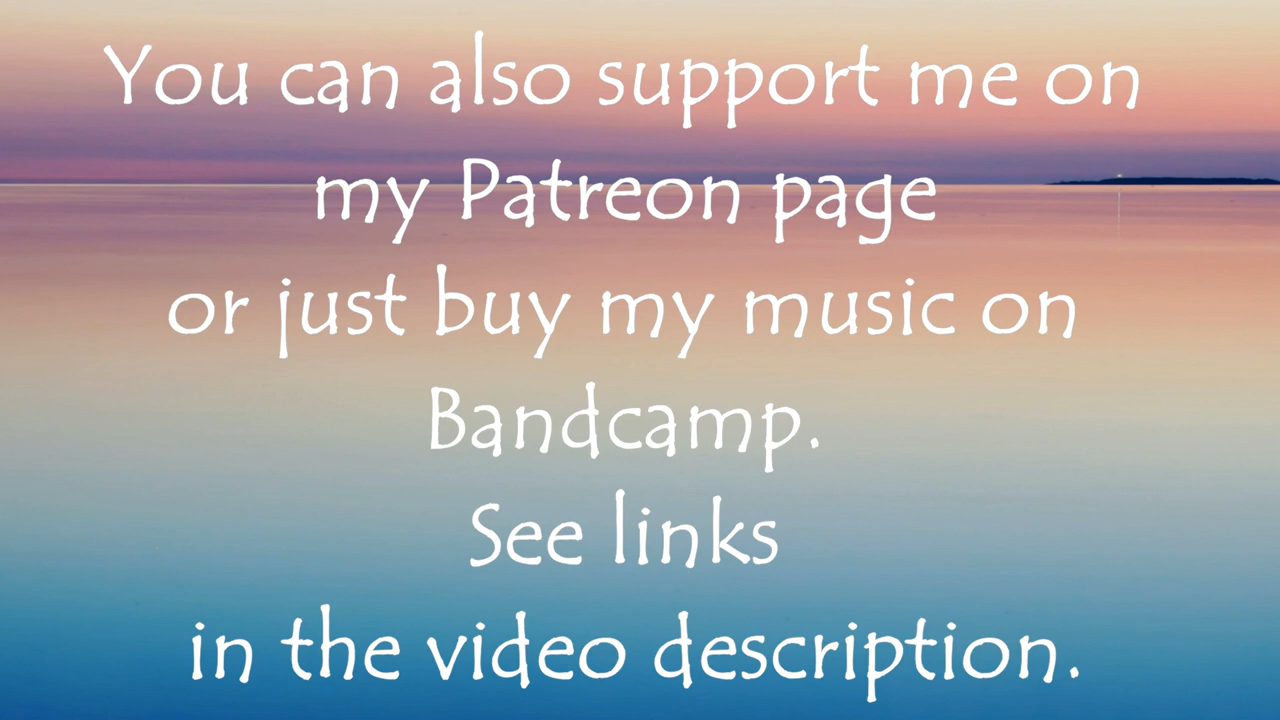 You can also support me on
my Patreon page
or just buy my music on
Bandcamp.
See links
in the video description.